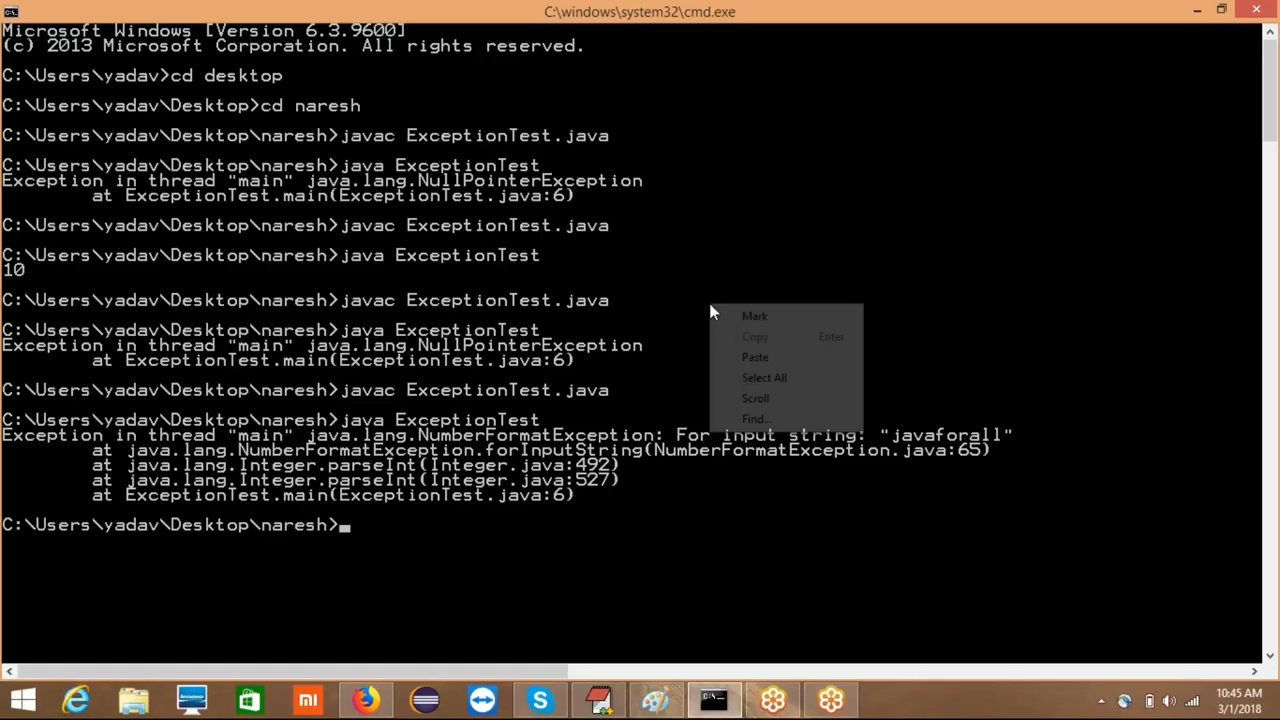 C:\windows\system32\cmd.exe
Microsoft Windows [Version 6.3.9600]
(c) 2013 Microsoft Corporation. All rights reserved.
C:\Users\yadav>cd desktop
C:\Users\yadav\Desktop>cd naresh
C:\Users\yadav\Desktop\naresh>javac ExceptionTest.java
C:\Users\yadav\Desktop\naresh>java ExceptionTest
Exception in thread "main" java.lang.NullPointerException
at ExceptionTest.main(ExceptionTest.java:6)
C:\Users\yadav\Desktop\naresh>javac ExceptionTest.java
C:\Users\yadav\Desktop\naresh>java ExceptionTest
10
C:\Users\yadav\Desktop\naresh>javac ExceptionTest.java
C:\Users\yadav\Desktop\naresh>java ExceptionTest
Exception in thread "main" java.lang.NullPointerException
at ExceptionTest.main(ExceptionTest.java:6)
C:\Users\yadav\Desktop\naresh>javac ExceptionTest.java
C:\Users\yadav\Desktop\naresh>java ExceptionTest
Exception in thread "main" java.lang.NumberFormatException: For input string: "javaforall"
at java.lang.NumberFormatException.forInputString(NumberFormatException.java:65)
at java.lang.Integer.parseInt(Integer.java:492)
at java.lang.Integer.parseInt(Integer.java:527)
at ExceptionTest.main(ExceptionTest.java:6)
C:\Users\yadav\Desktop\naresh>
Mark
Copy Enter
Paste
Select All
Scroll
Find...
10:45 AM
3/1/2018